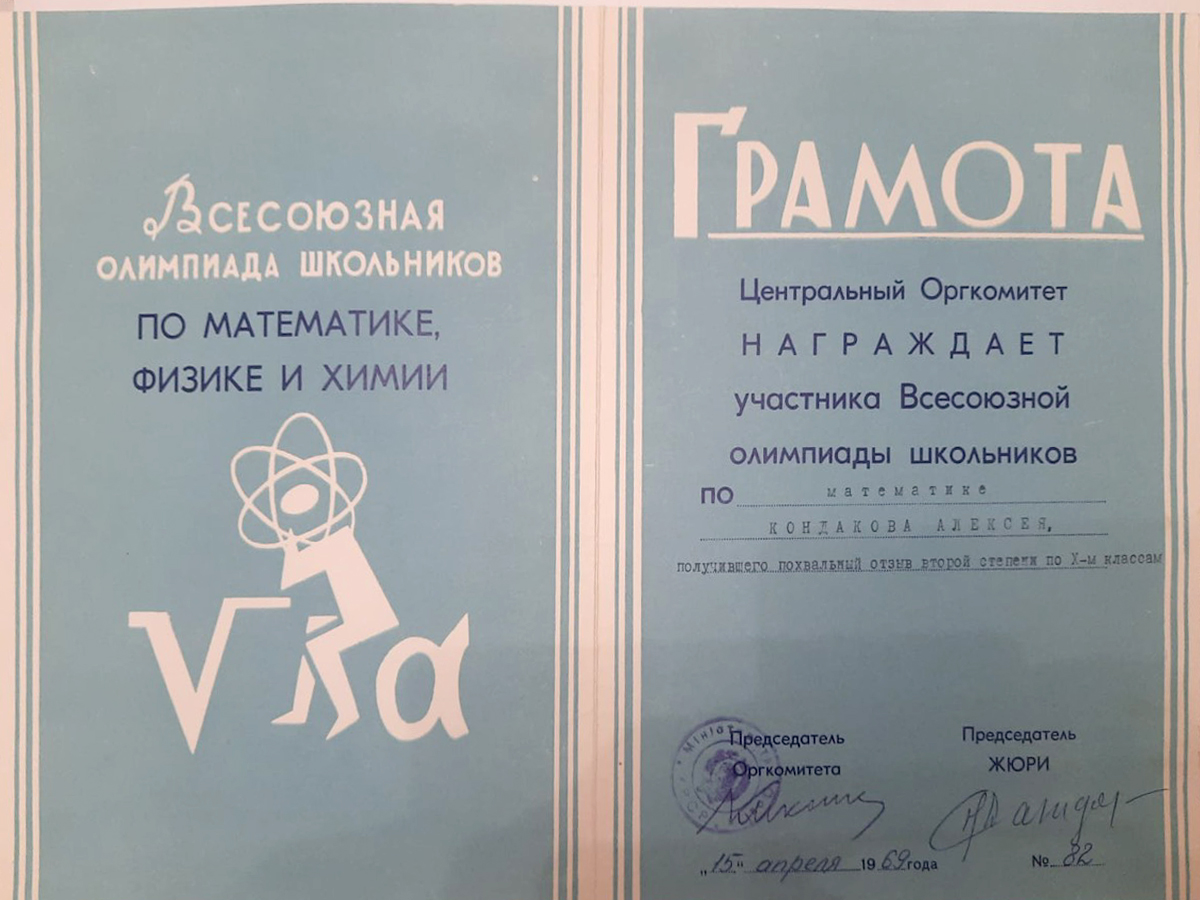 Всесоюзная
олимпиада школьников
по математике,
физике и химии
√ α
Грамота
Центральный Оргкомитет
НАГРАЖДАЕТ
участника Всесоюзной
олимпиады школьников
по математике
КОНДАКОВА АЛЕКСЕЯ,
получившего похвальный отзыв второй степени по X-м классам
Председатель
Оргкомитета
Председатель
ЖЮРИ
„15" апреля 1969 года
№ 82